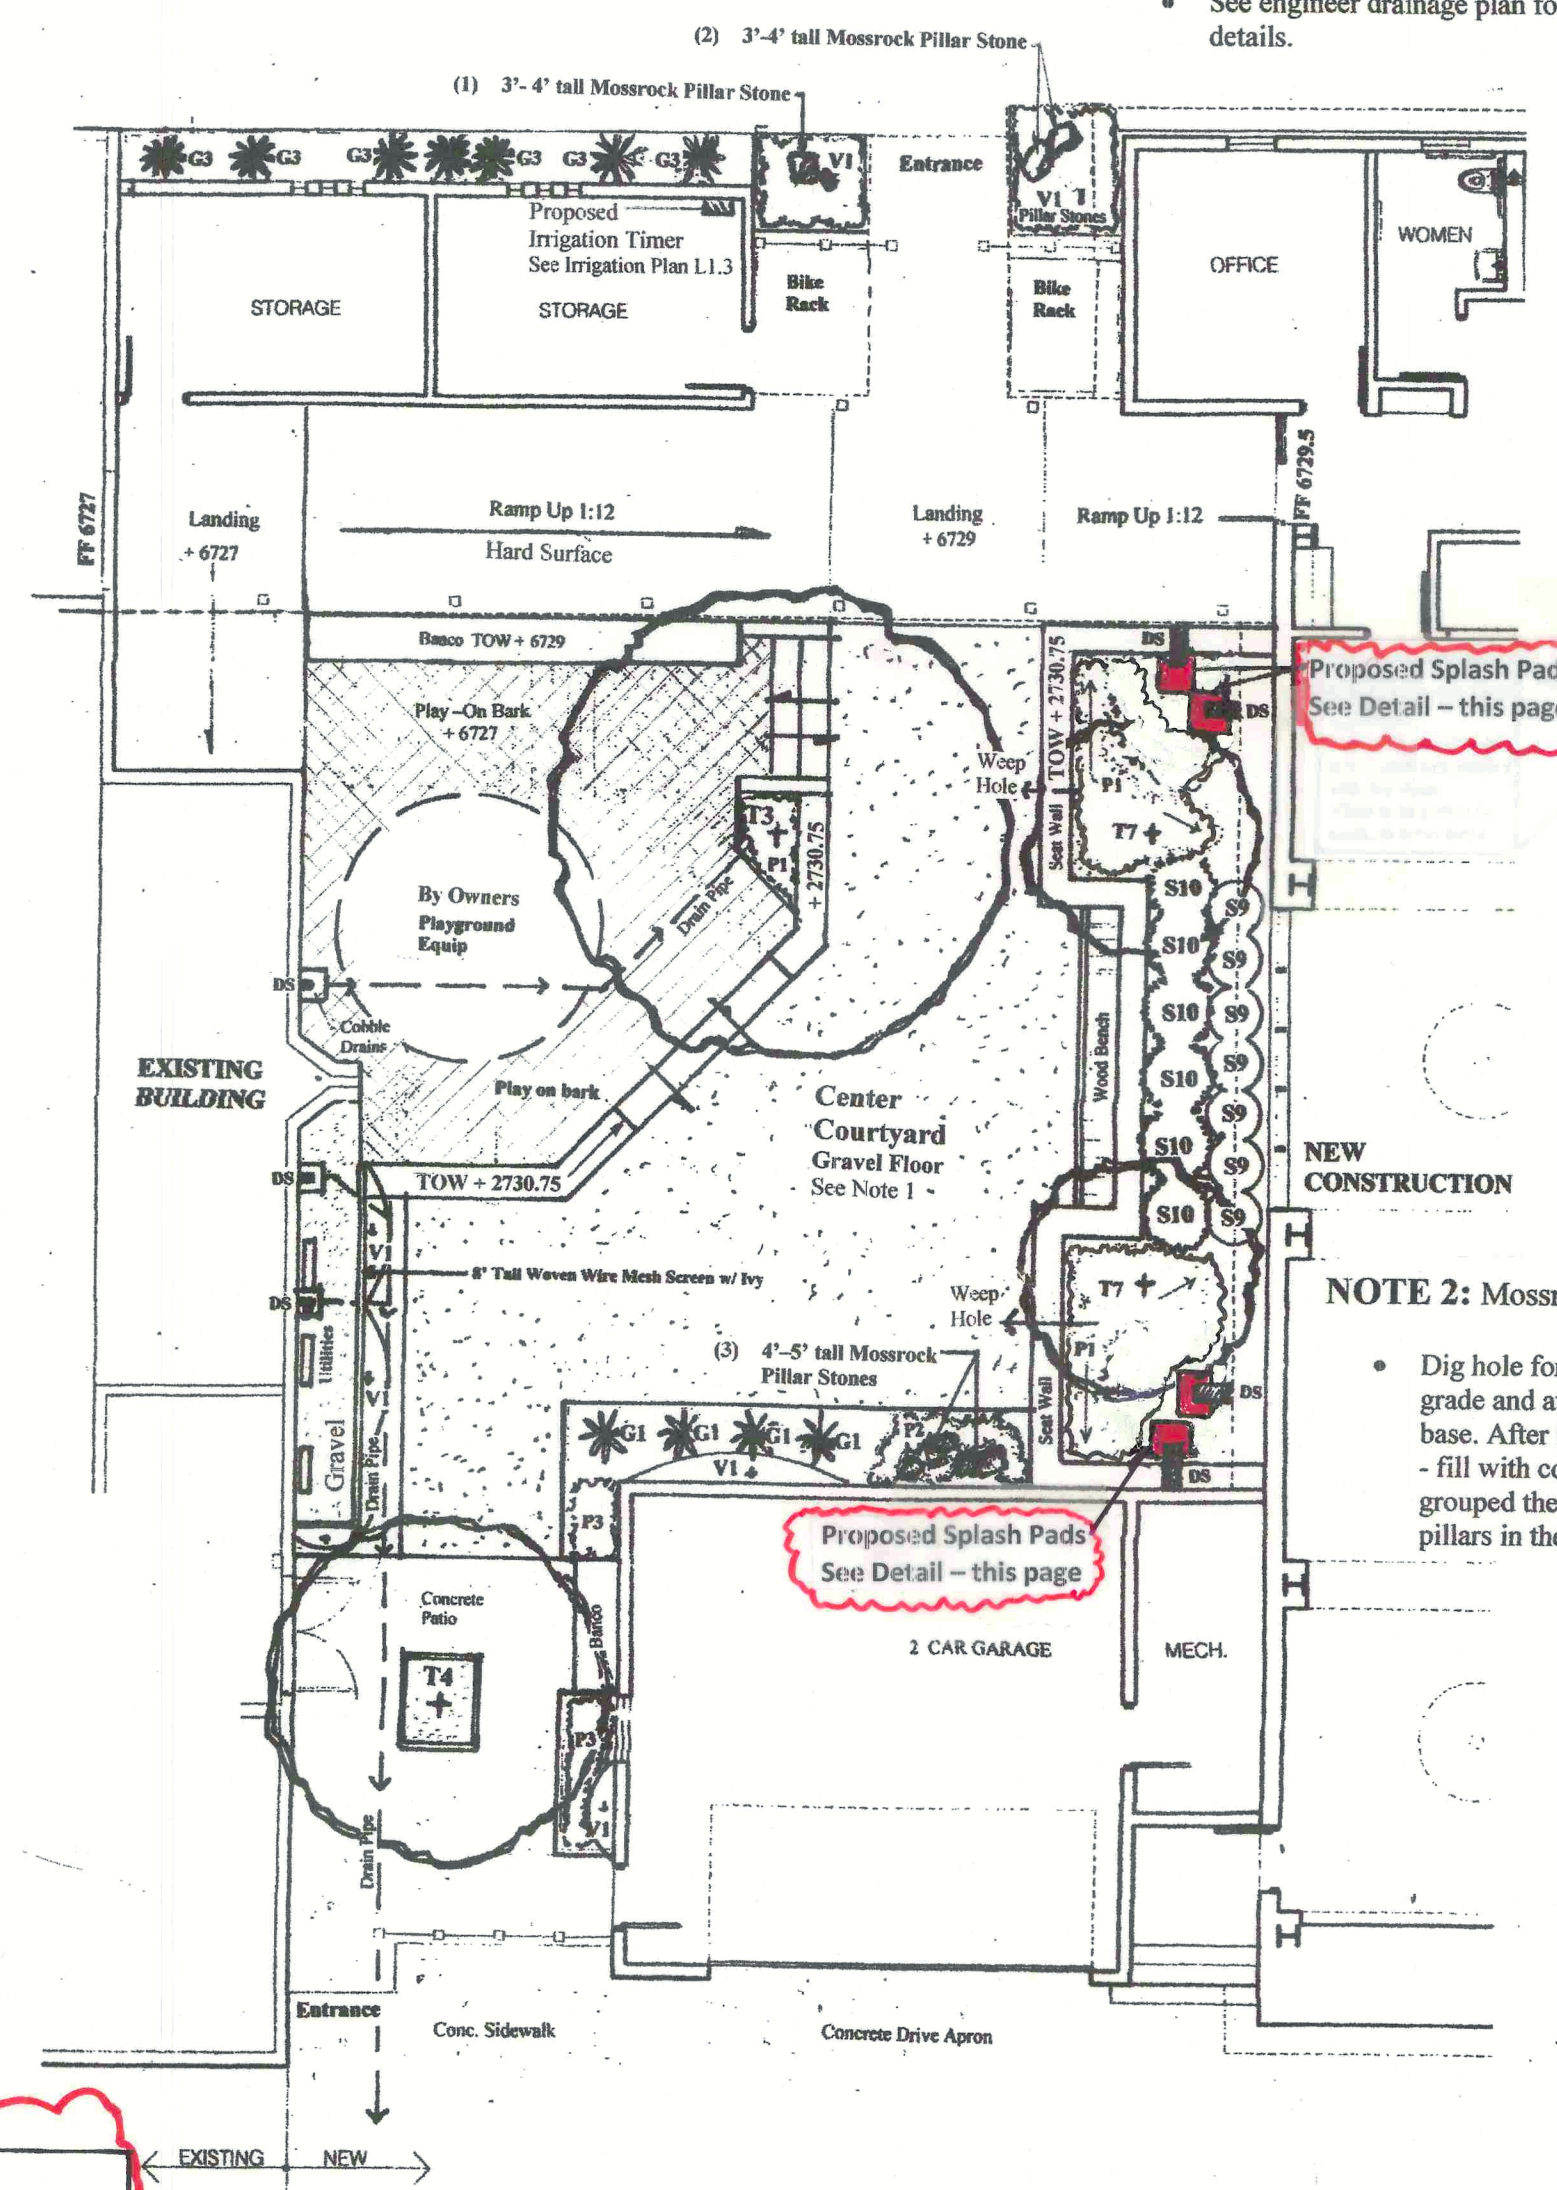 See engineer drainage plan fo
details.
(2) 3'-4' tall Mossrock Pillar Stone
(1) 3'- 4' tall Mossrock Pillar Stone
G3
G3
G3
G3
G3
G3
V1
Entrance
V1 1
Pillar Stones
Proposed
Irrigation Timer
See Irrigation Plan L1.3
STORAGE
STORAGE
Bike
Rack
Bike
Rack
OFFICE
WOMEN
FF 6727
Landing
+ 6727
Ramp Up 1:12
Hard Surface
Landing
+ 6729
Ramp Up 1:12
FF 6729.5
Banco TOW + 6729
DS
Proposed Splash Pad
See Detail – this page
DS
TOW + 2730.75
Play –On Bark
+ 6727
Weep
Hole
P1
Seat Wall
T7
T3
P1
+ 2730.75
Drain Pipe
By Owners
Playground
Equip
DS
Cobble
Drains
S10
S9
S10
S9
S10
S9
S10
S9
S9
S10
S9
S10
S9
Wood Bench
EXISTING
BUILDING
Play on bark
Center
Courtyard
Gravel Floor
See Note 1
NEW
CONSTRUCTION
DS
TOW + 2730.75
V1
8' Tall Woven Wire Mesh Screen w/ Ivy
DS
Utilities
V1
Gravel
Drain Pipe
Weep
Hole
T7
P1
Seat Wall
NOTE 2: Mossr
(3) 4'–5' tall Mossrock
Pillar Stones
Dig hole fo
grade and a
base. After
- fill with c
grouped the
pillars in the
DS
DS
G1
G1
G1
G1
P2
V1
P3
Proposed Splash Pads
See Detail – this page
Concrete
Patio
Banco
T4
P3
V1
2 CAR GARAGE
MECH.
Drain Pipe
Entrance
Conc. Sidewalk
Concrete Drive Apron
EXISTING
NEW